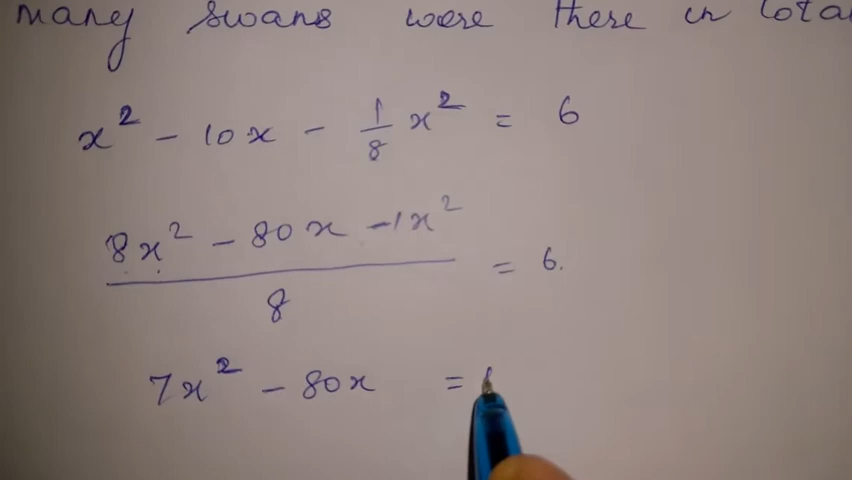 many swans were there in total
x² - 10x - 1/8 x² = 6
8x² - 80x - 1x² / 8 = 6.
7x² - 80x =